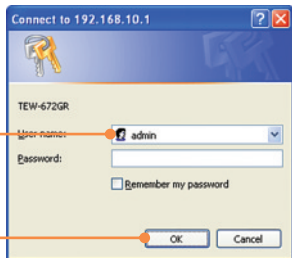 Connect to 192.168.10.1
TEW-672GR
User name:
admin
Password:
Remember my password
OK
Cancel